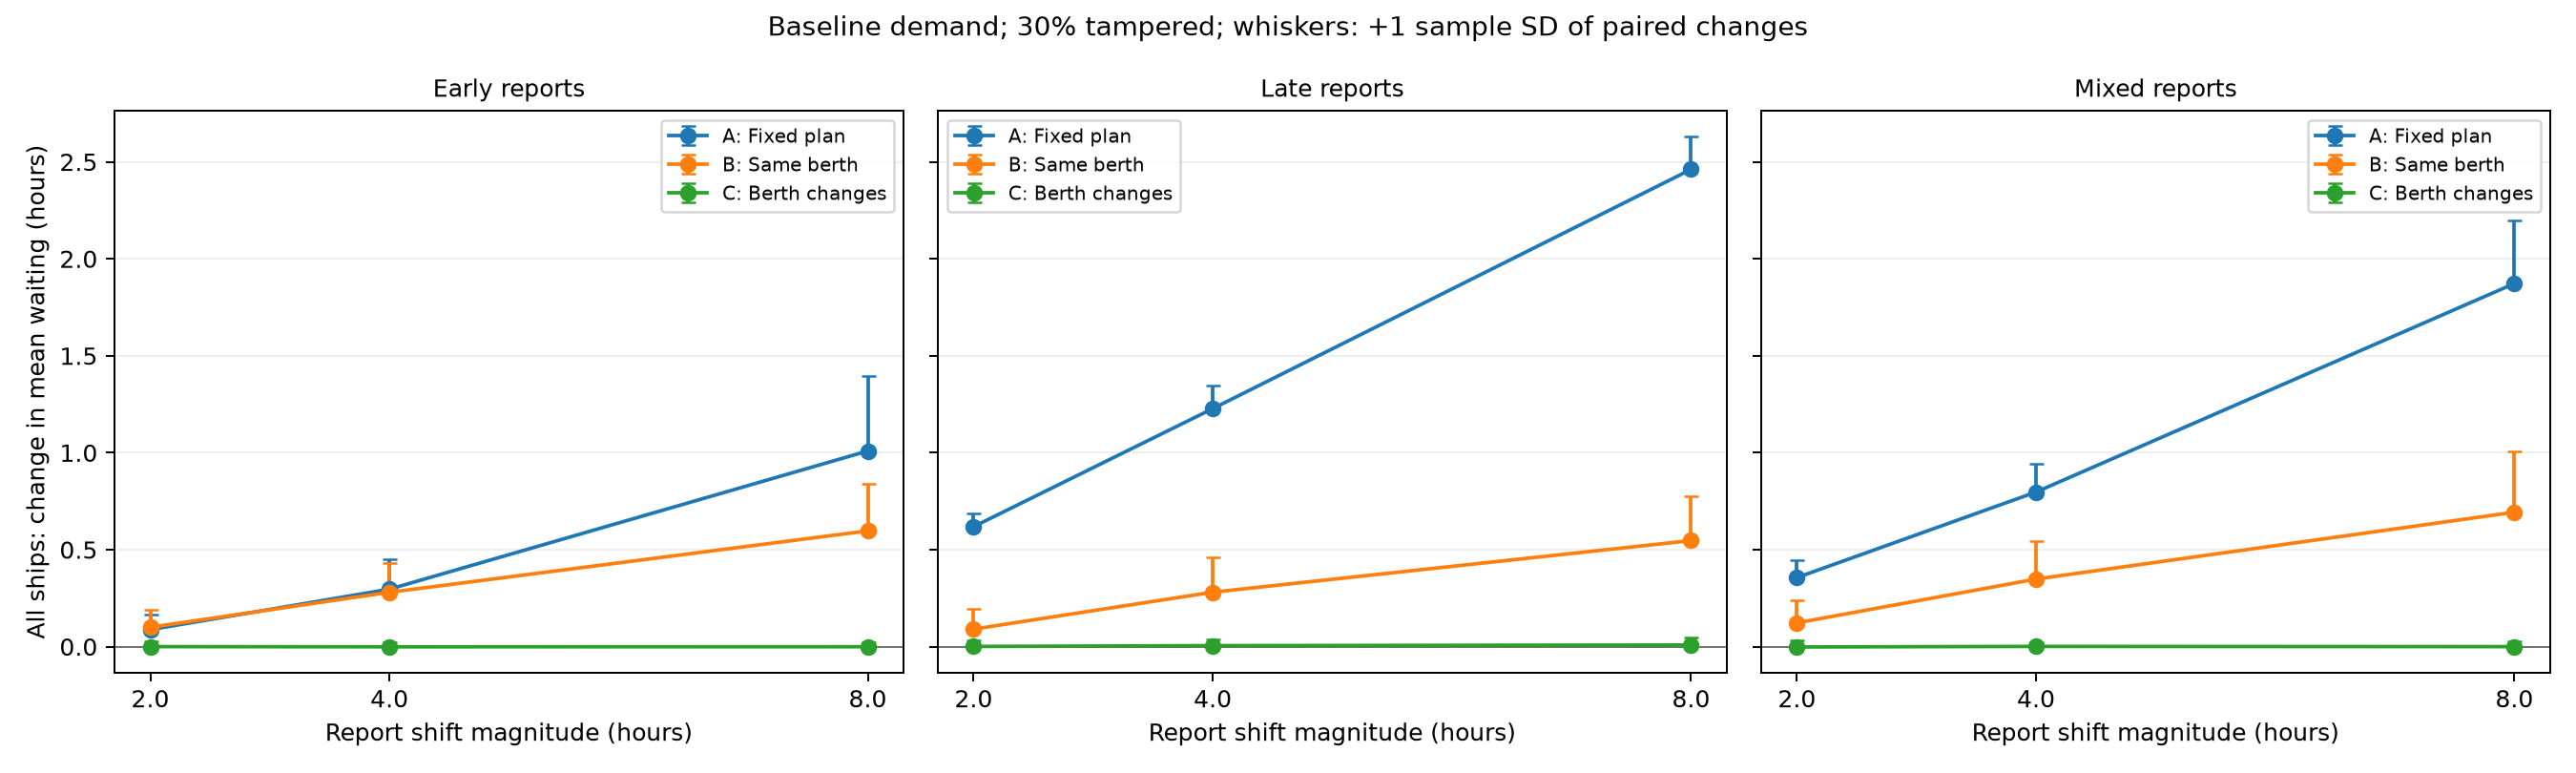 Baseline demand; 30% tampered; whiskers: +1 sample SD of paired changes
Early reports
All ships: change in mean waiting (hours)
2.5
2.0
1.5
1.0
0.5
0.0
A: Fixed plan
B: Same berth
C: Berth changes
2.0 4.0 8.0
Report shift magnitude (hours)
Late reports
A: Fixed plan
B: Same berth
C: Berth changes
2.0 4.0 8.0
Report shift magnitude (hours)
Mixed reports
A: Fixed plan
B: Same berth
C: Berth changes
2.0 4.0 8.0
Report shift magnitude (hours)